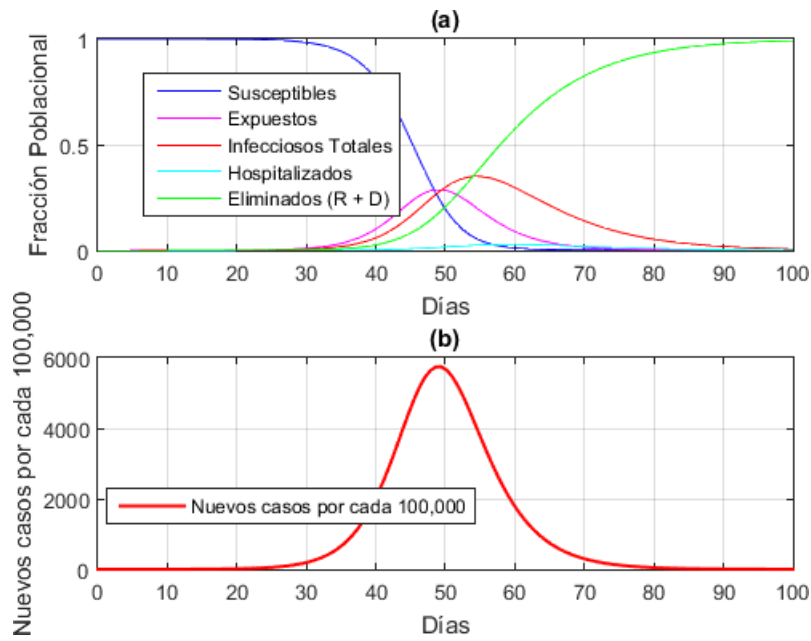 (a)
Fracción Poblacional
1
0.5
0
Susceptibles
Expuestos
Infecciosos Totales
Hospitalizados
Eliminados (R + D)
0 10 20 30 40 50 60 70 80 90 100
Días
(b)
Nuevos casos por cada 100,000
6000
4000
2000
0
Nuevos casos por cada 100,000
0 10 20 30 40 50 60 70 80 90 100
Días